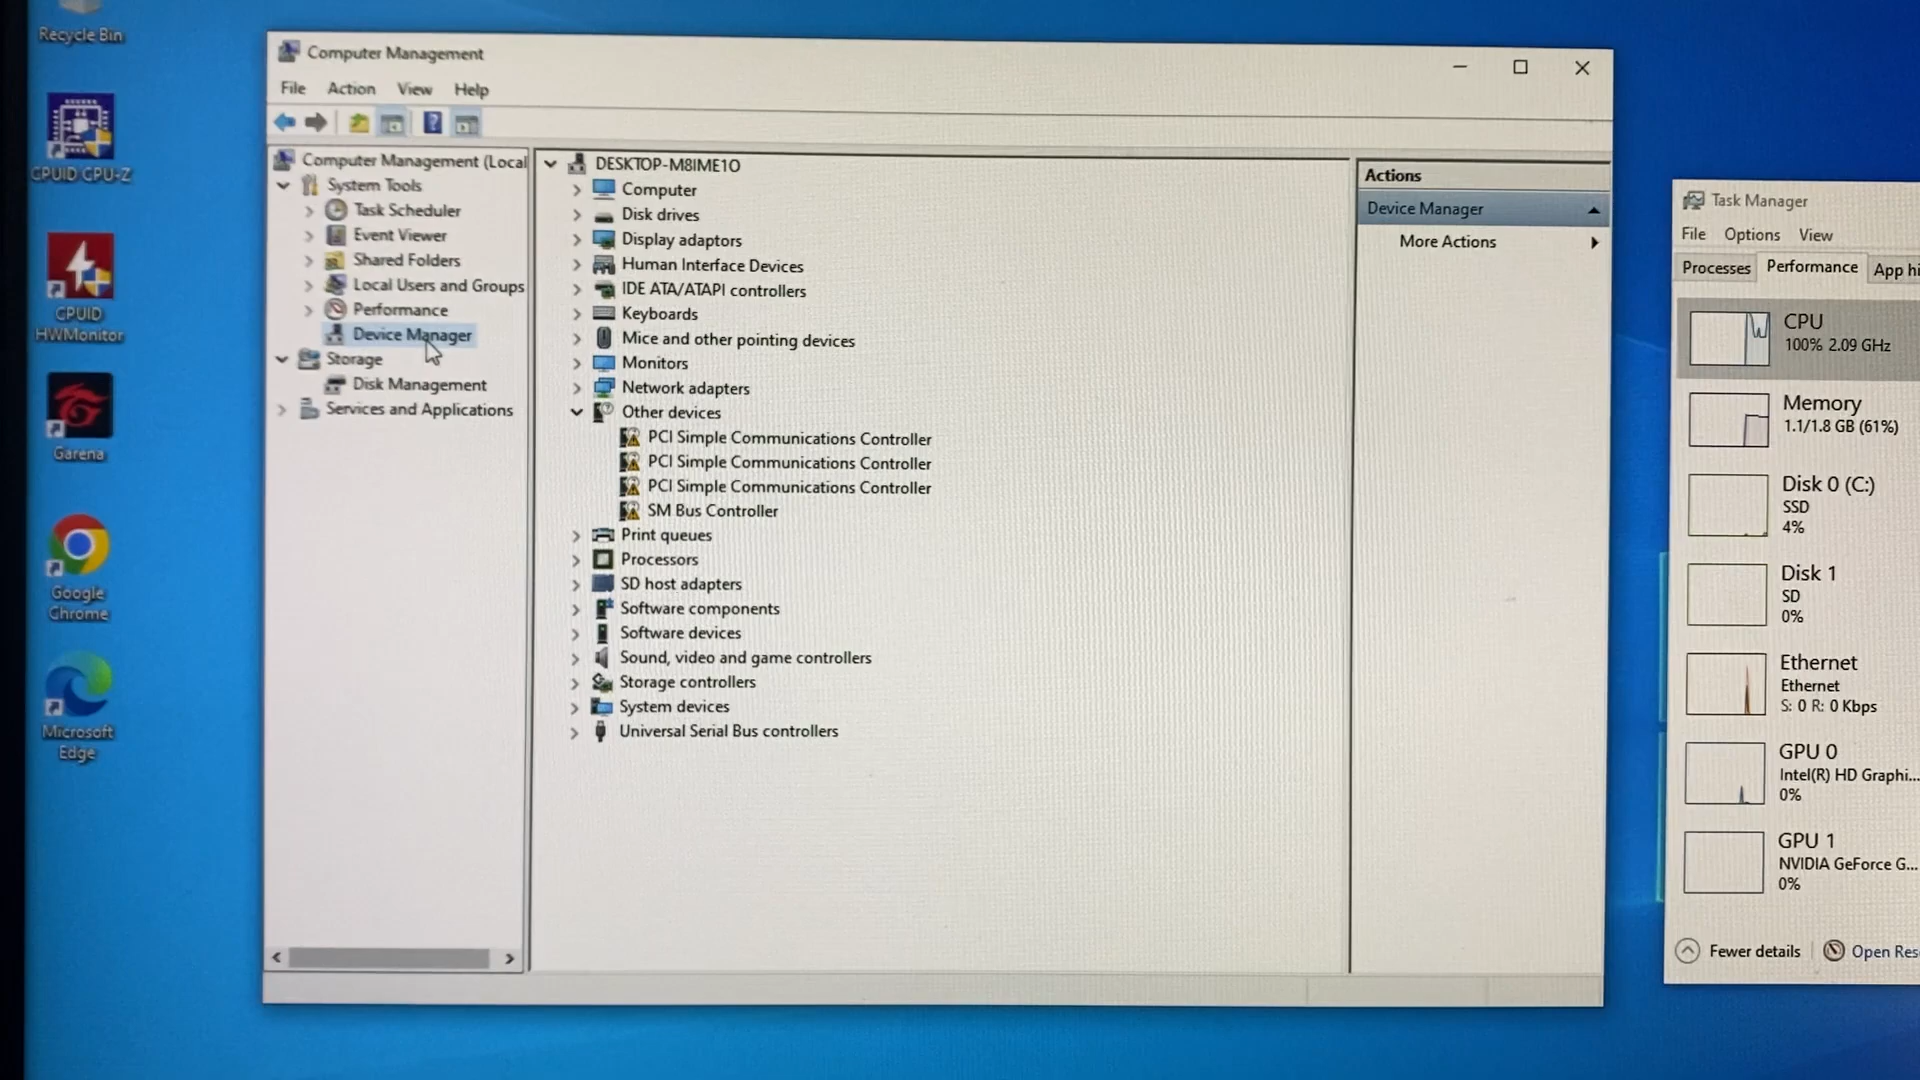 Recycle Bin
CPUID CPU-Z
CPUID
HWMonitor
Garena
Google
Chrome
Microsoft
Edge
Computer Management
File Action View Help
Computer Management (Local
System Tools
Task Scheduler
Event Viewer
Shared Folders
Local Users and Groups
Performance
Device Manager
Storage
Disk Management
Services and Applications
DESKTOP-M8IME1O
Computer
Disk drives
Display adaptors
Human Interface Devices
IDE ATA/ATAPI controllers
Keyboards
Mice and other pointing devices
Monitors
Network adapters
Other devices
PCI Simple Communications Controller
PCI Simple Communications Controller
PCI Simple Communications Controller
SM Bus Controller
Print queues
Processors
SD host adapters
Software components
Software devices
Sound, video and game controllers
Storage controllers
System devices
Universal Serial Bus controllers
Actions
Device Manager
More Actions
Task Manager
File Options View
Processes Performance App hi
CPU
100% 2.09 GHz
Memory
1.1/1.8 GB (61%)
Disk 0 (C:)
SSD
4%
Disk 1
SD
0%
Ethernet
Ethernet
S: 0 R: 0 Kbps
GPU 0
Intel(R) HD Graphi...
0%
GPU 1
NVIDIA GeForce G...
0%
Fewer details Open Res